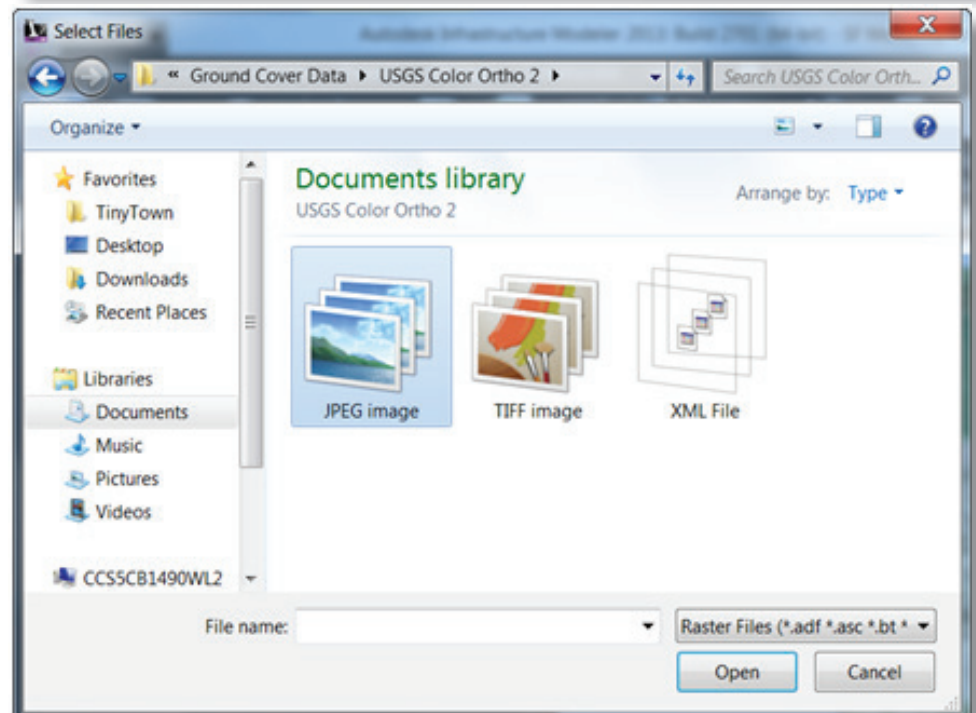 Select Files
« Ground Cover Data ▸ USGS Color Ortho 2 ▸
Search USGS Color Orth...
Organize
Documents library
USGS Color Ortho 2
Arrange by: Type
Favorites
TinyTown
Desktop
Downloads
Recent Places
Libraries
Documents
Music
Pictures
Videos
CCS5CB1490WL2
JPEG image
TIFF image
XML File
File name:
Raster Files (*.adf *.asc *.bt *
Open
Cancel